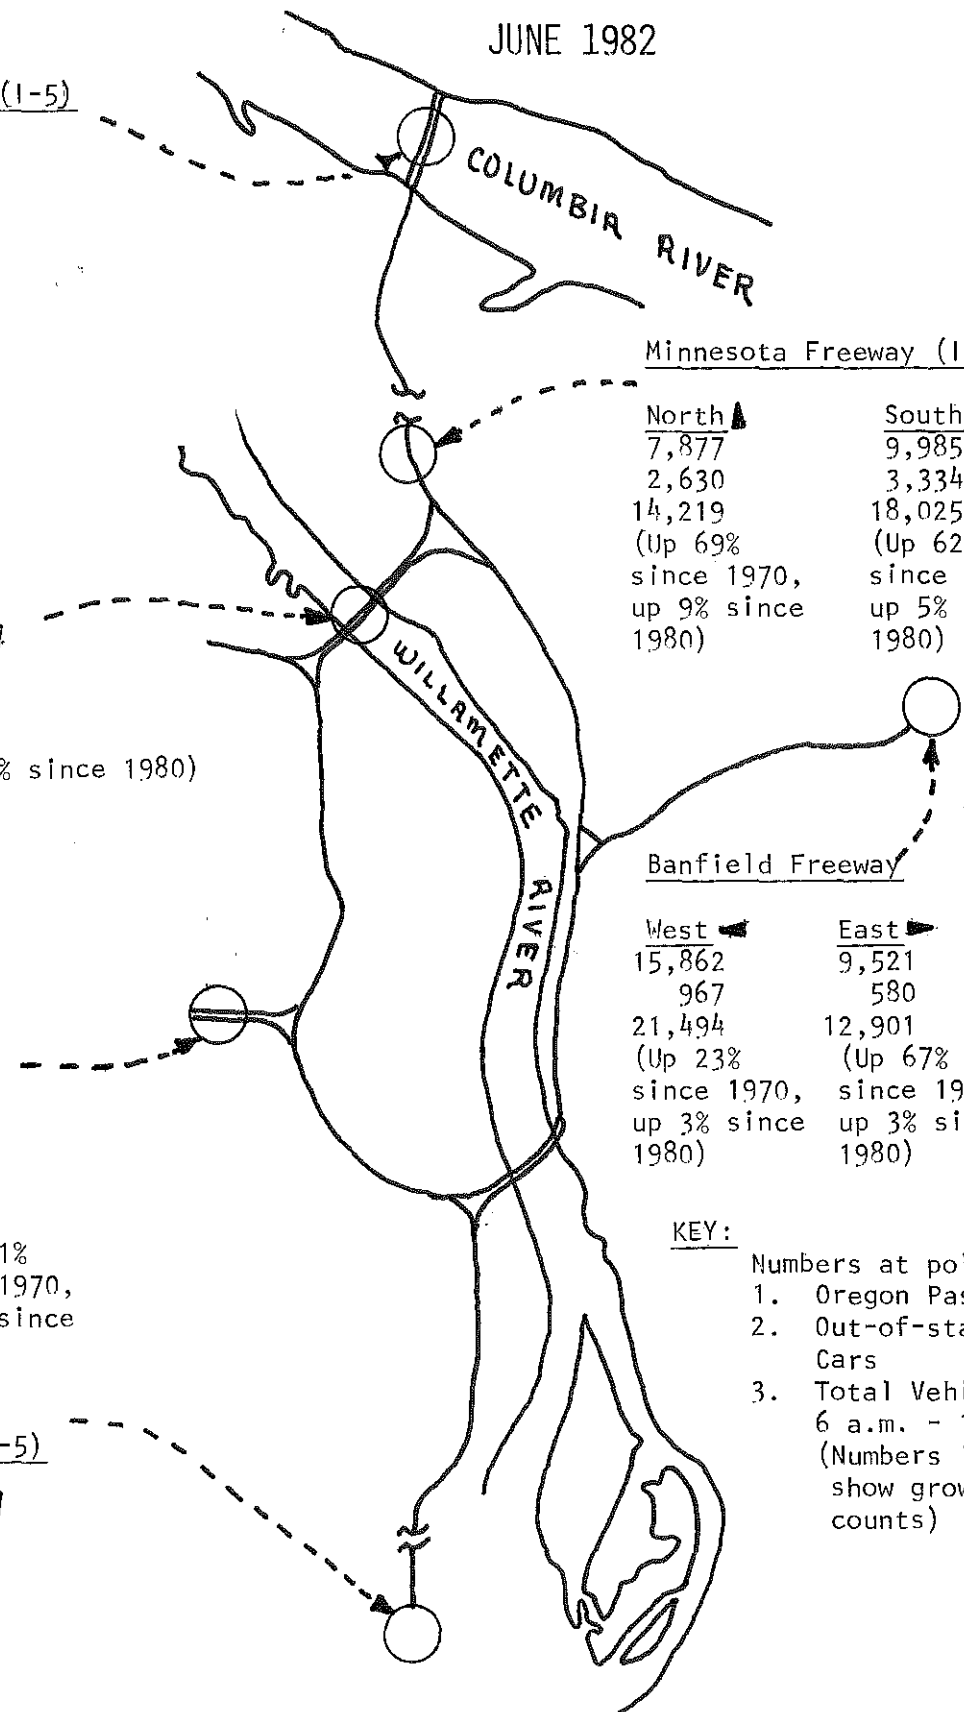 JUNE 1982
(I-5)
COLUMBIA RIVER
Minnesota Freeway (I
North South
7,877 9,985
2,630 3,334
14,219 18,025
(Up 69% (Up 62
since 1970, since
up 9% since up 5%
1980) 1980)
WILLAMETTE RIVER
% since 1980)
Banfield Freeway
West East
15,862 9,521
967 580
21,494 12,901
(Up 23% (Up 67%
since 1970, since 19
up 3% since up 3% si
1980) 1980)
KEY:
Numbers at po
1. Oregon Pas
2. Out-of-sta
Cars
3. Total Vehi
6 a.m. -
(Numbers
show grow
counts)
1%
1970,
since
-5)